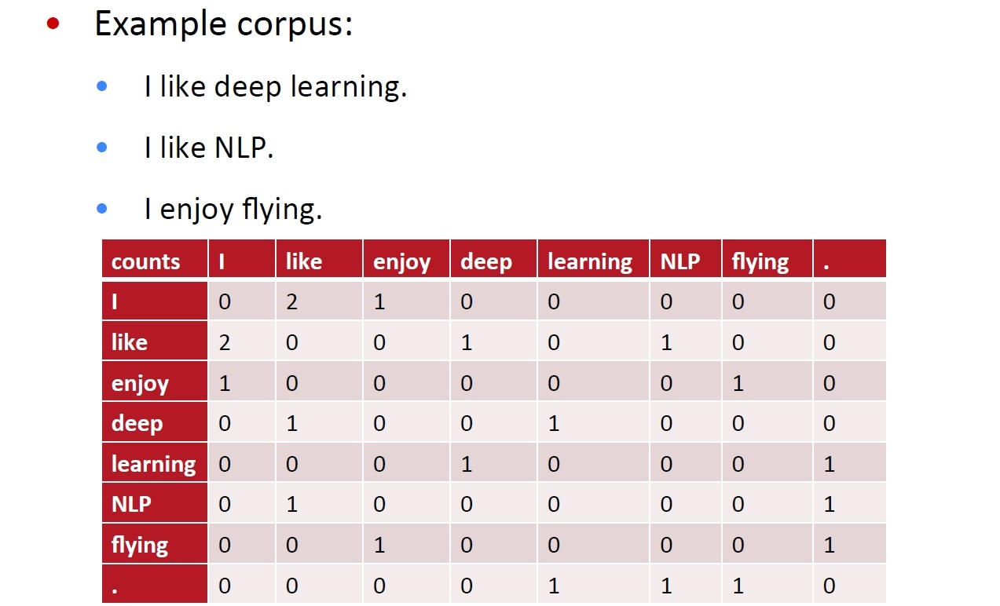 • Example corpus:
• I like deep learning.
• I like NLP.
• I enjoy flying.
counts I like enjoy deep learning NLP flying .
I 0 2 1 0 0 0 0 0
like 2 0 0 1 0 1 0 0
enjoy 1 0 0 0 0 0 1 0
deep 0 1 0 0 1 0 0 0
learning 0 0 0 1 0 0 0 1
NLP 0 1 0 0 0 0 0 1
flying 0 0 1 0 0 0 0 1
. 0 0 0 0 1 1 1 0